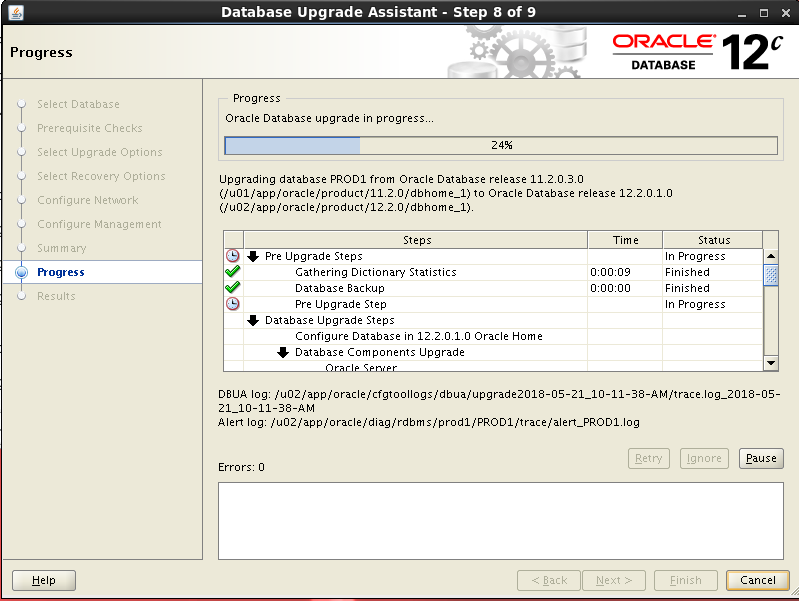 Database Upgrade Assistant - Step 8 of 9
Progress
ORACLE
DATABASE
12c
Select Database
Prerequisite Checks
Select Upgrade Options
Select Recovery Options
Configure Network
Configure Management
Summary
Progress
Results
Progress
Oracle Database upgrade in progress...
24%
Upgrading database PROD1 from Oracle Database release 11.2.0.3.0
(/u01/app/oracle/product/11.2.0/dbhome_1) to Oracle Database release 12.2.0.1.0
(/u02/app/oracle/product/12.2.0/dbhome_1).
Steps Time Status
Pre Upgrade Steps In Progress
Gathering Dictionary Statistics 0:00:09 Finished
Database Backup 0:00:00 Finished
Pre Upgrade Step In Progress
Database Upgrade Steps
Configure Database in 12.2.0.1.0 Oracle Home
Database Components Upgrade
Oracle Server
DBUA log: /u02/app/oracle/cfgtoollogs/dbua/upgrade2018-05-21_10-11-38-AM/trace.log_2018-05-
21_10-11-38-AM
Alert log: /u02/app/oracle/diag/rdbms/prod1/PROD1/trace/alert_PROD1.log
Retry Ignore Pause
Errors: 0
Help < Back Next > Finish Cancel